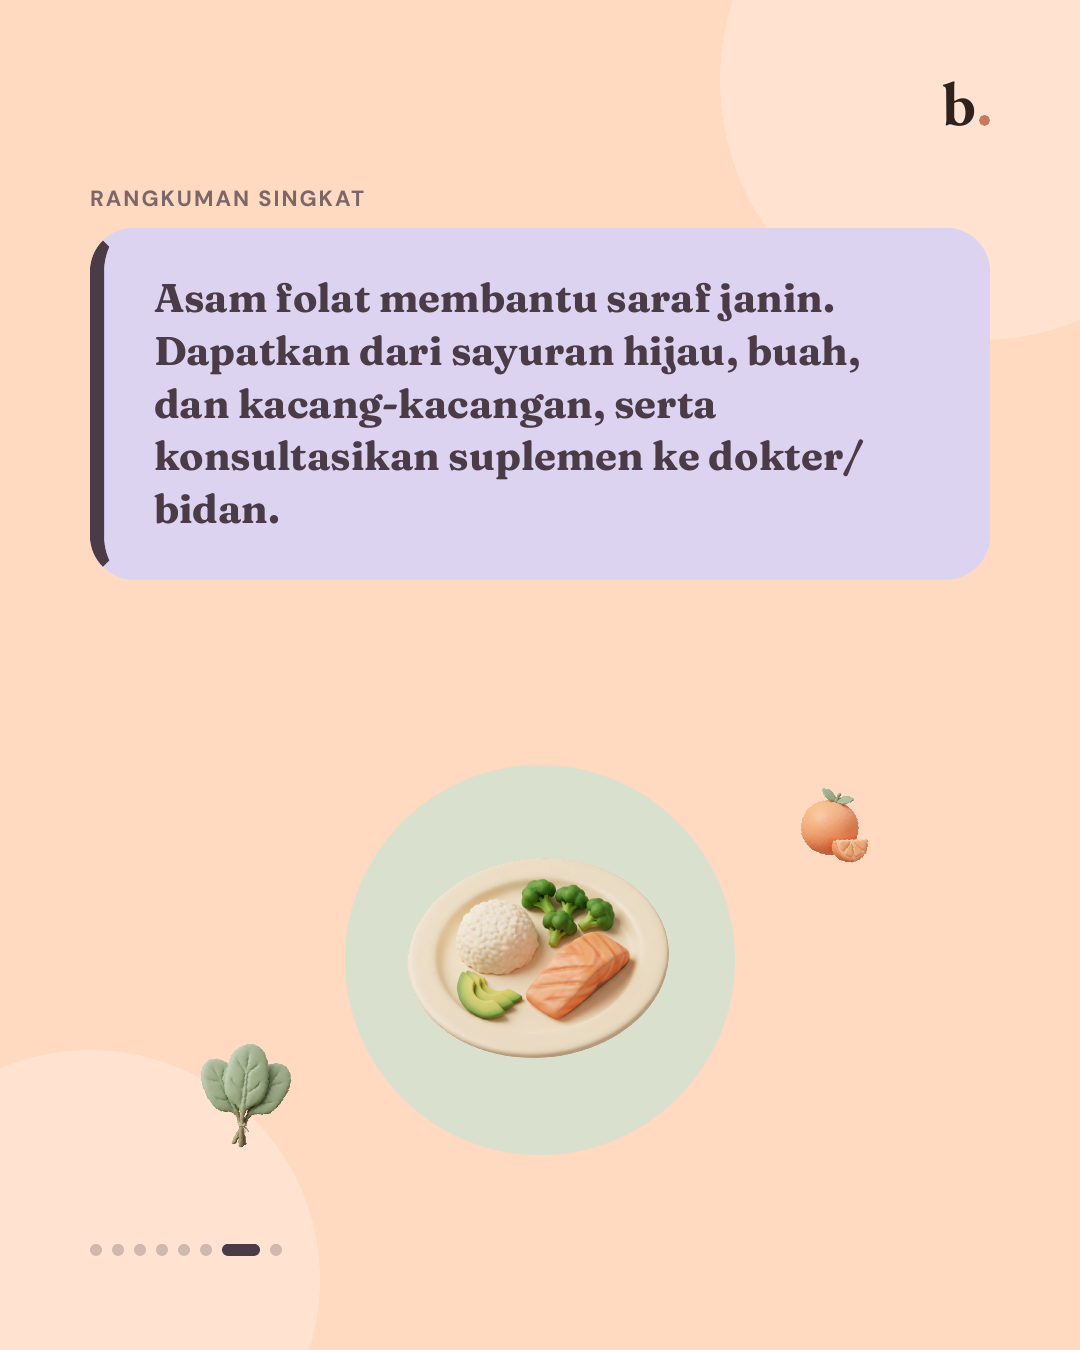 b.
RANGKUMAN SINGKAT
Asam folat membantu saraf janin.
Dapatkan dari sayuran hijau, buah,
dan kacang-kacangan, serta
konsultasikan suplemen ke dokter/
bidan.